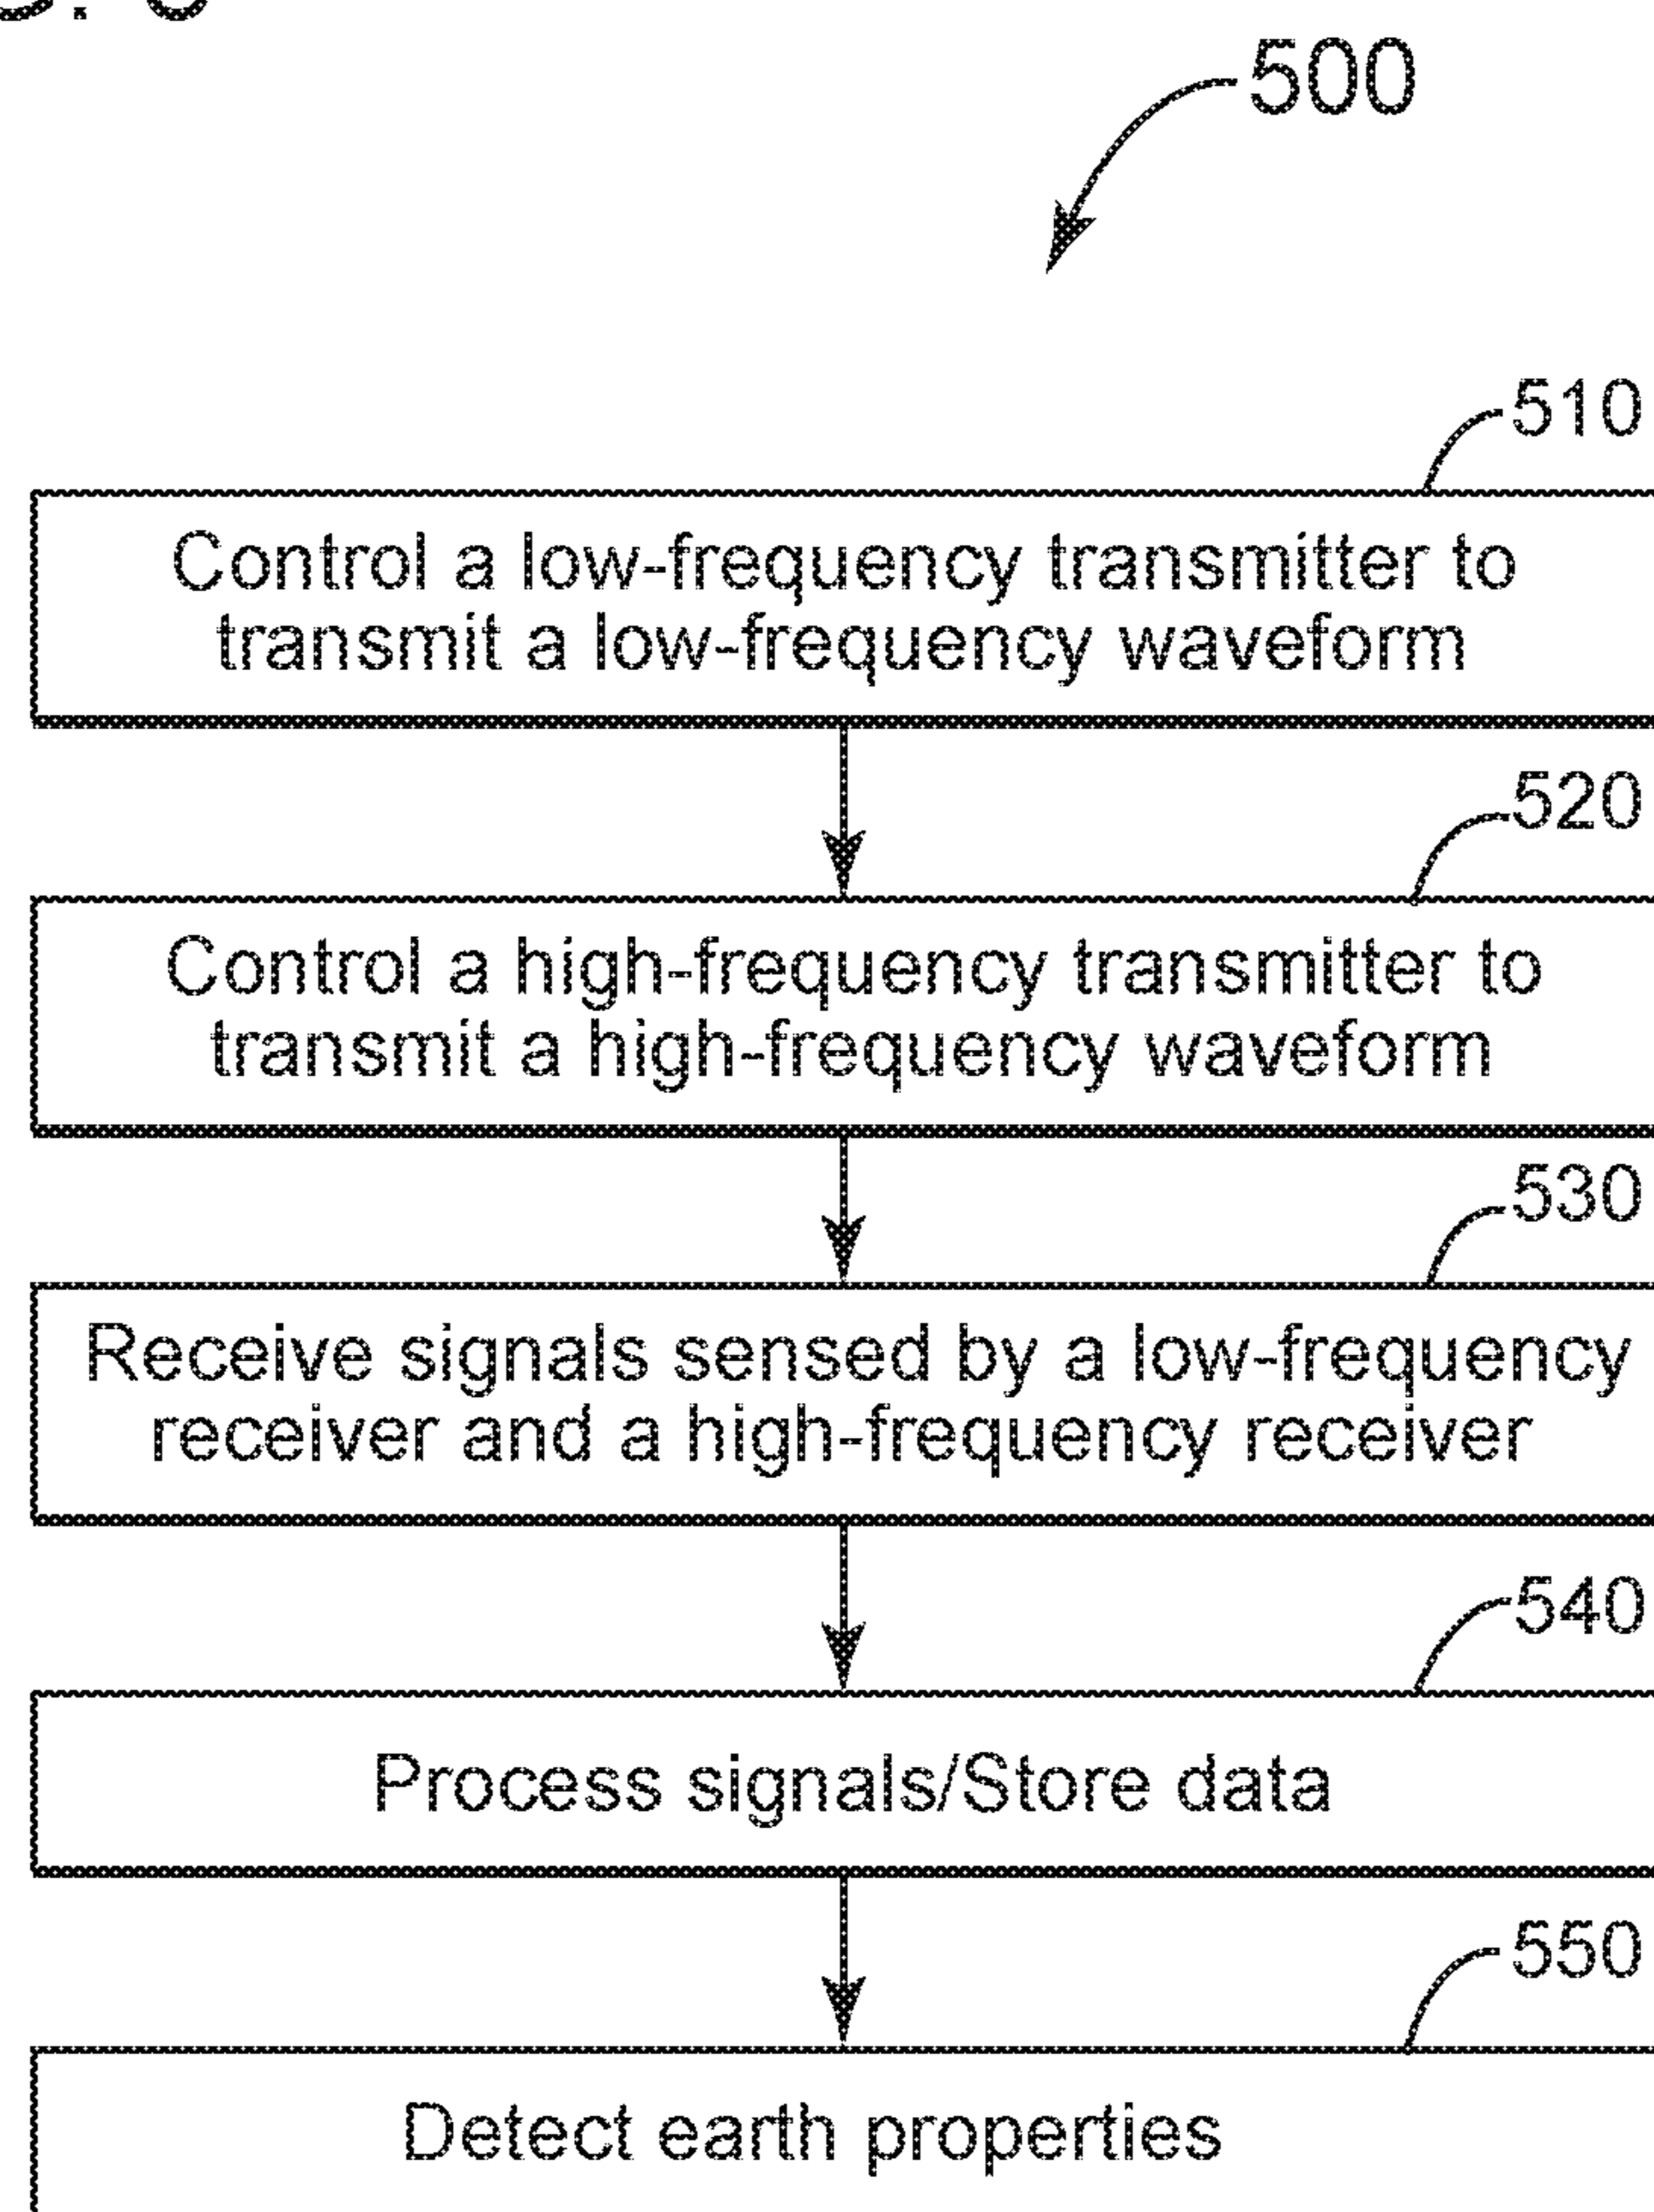 500
510
Control a low-frequency transmitter to
transmit a low-frequency waveform
520
Control a high-frequency transmitter to
transmit a high-frequency waveform
530
Receive signals sensed by a low-frequency
receiver and a high-frequency receiver
540
Process signals/Store data
550
Detect earth properties